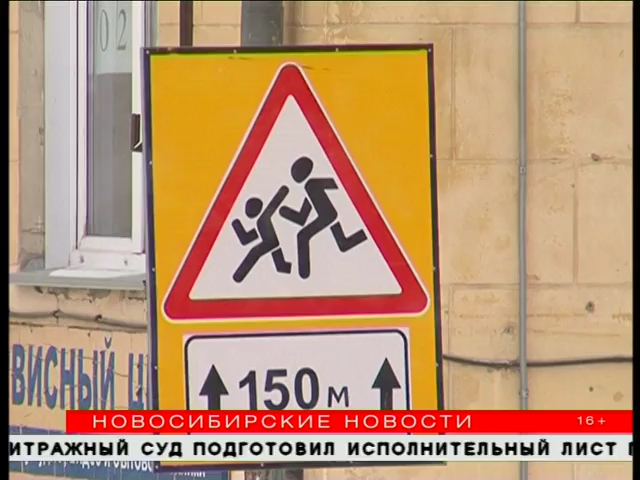 02
150 м
ВИСНЫЙ Ц
НОВОСИБИРСКИЕ НОВОСТИ 16+
ИТРАЖНЫЙ СУД ПОДГОТОВИЛ ИСПОЛНИТЕЛЬНЫЙ ЛИСТ П